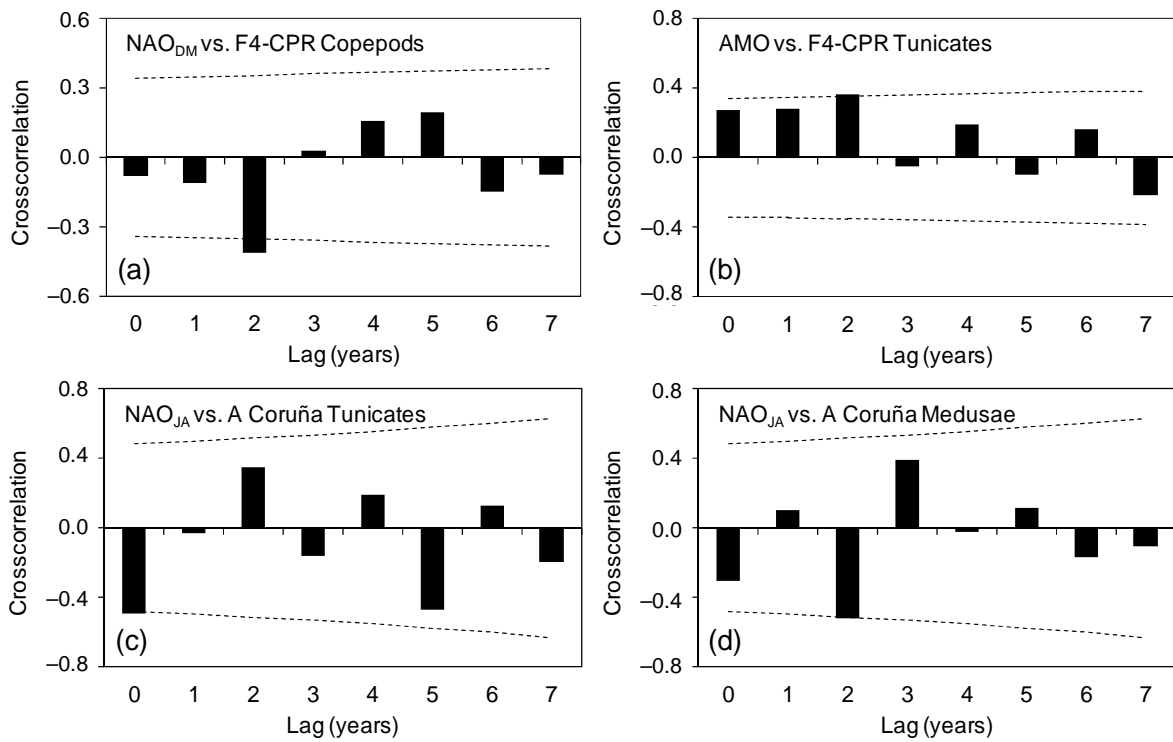 NAO_DM vs. F4-CPR Copepods
0.6
0.3
0.0
–0.3
–0.6
Crosscorrelation
(a)
0 1 2 3 4 5 6 7
Lag (years)
AMO vs. F4-CPR Tunicates
0.8
0.4
0.0
–0.4
–0.8
Crosscorrelation
(b)
0 1 2 3 4 5 6 7
Lag (years)
NAO_JA vs. A Coruña Tunicates
0.8
0.4
0.0
–0.4
–0.8
Crosscorrelation
(c)
0 1 2 3 4 5 6 7
Lag (years)
NAO_JA vs. A Coruña Medusae
0.8
0.4
0.0
–0.4
–0.8
Crosscorrelation
(d)
0 1 2 3 4 5 6 7
Lag (years)